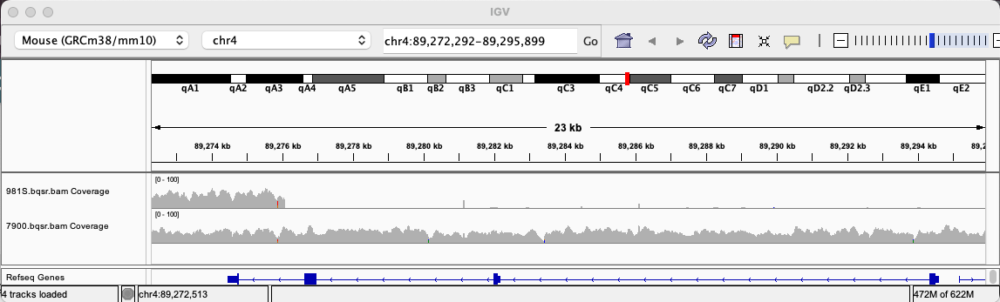 IGV
Mouse (GRCm38/mm10) chr4 chr4:89,272,292-89,295,899 Go
qA1 qA2 qA3 qA4 qA5 qB1 qB2 qB3 qC1 qC3 qC4 qC5 qC6 qC7 qD1 qD2.2 qD2.3 qE1 qE2
23 kb
89,274 kb 89,276 kb 89,278 kb 89,280 kb 89,282 kb 89,284 kb 89,286 kb 89,288 kb 89,290 kb 89,292 kb 89,294 kb 89,2
[0 - 100]
981S.bqsr.bam Coverage
[0 - 100]
7900.bqsr.bam Coverage
Refseq Genes
4 tracks loaded chr4:89,272,513 472M of 622M